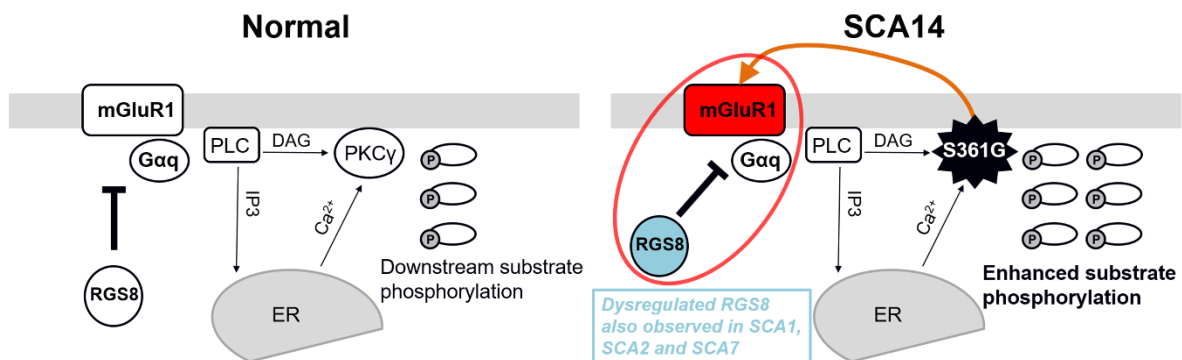 Normal
mGluR1
Gαq
PLC
DAG
PKCγ
IP3
Ca²⁺
P
P
P
RGS8
ER
Downstream substrate
phosphorylation
SCA14
mGluR1
Gαq
PLC
DAG
S361G
IP3
Ca²⁺
P
P
P
P
P
P
RGS8
ER
Enhanced substrate
phosphorylation
Dysregulated RGS8
also observed in SCA1,
SCA2 and SCA7